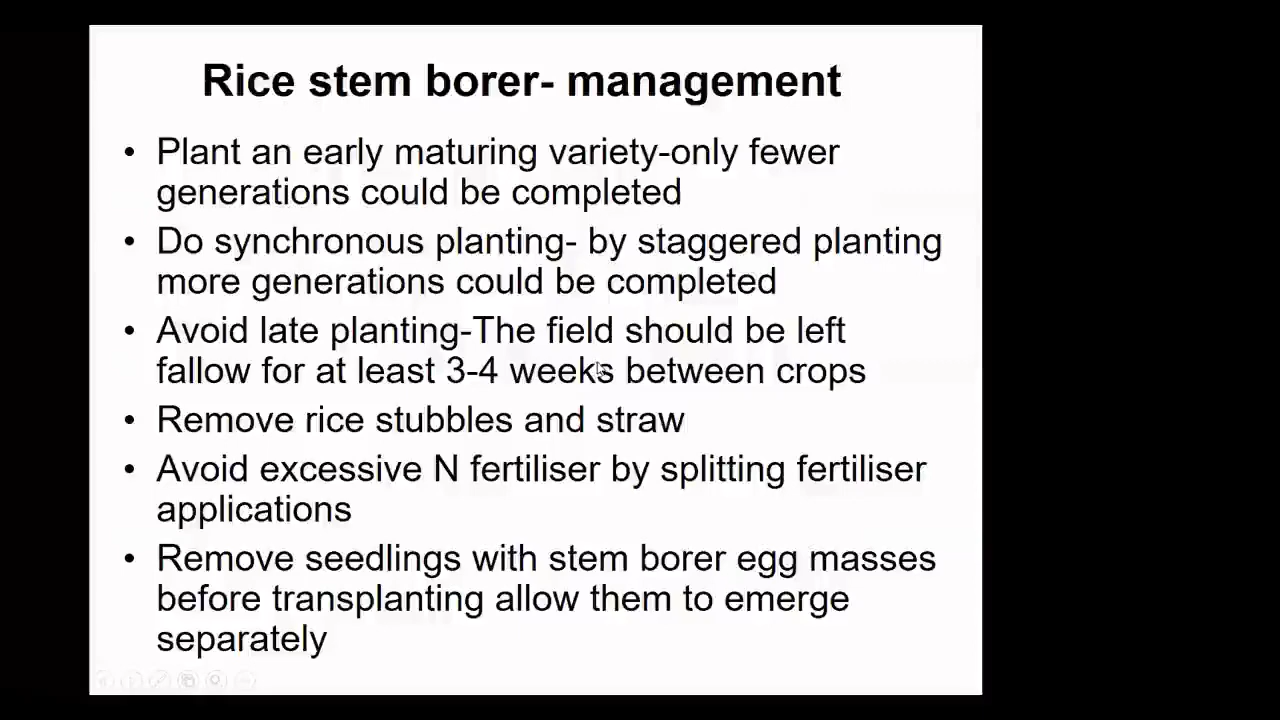 Rice stem borer- management
• Plant an early maturing variety-only fewer
generations could be completed
• Do synchronous planting- by staggered planting
more generations could be completed
• Avoid late planting-The field should be left
fallow for at least 3-4 weeks between crops
• Remove rice stubbles and straw
• Avoid excessive N fertiliser by splitting fertiliser
applications
• Remove seedlings with stem borer egg masses
before transplanting allow them to emerge
separately